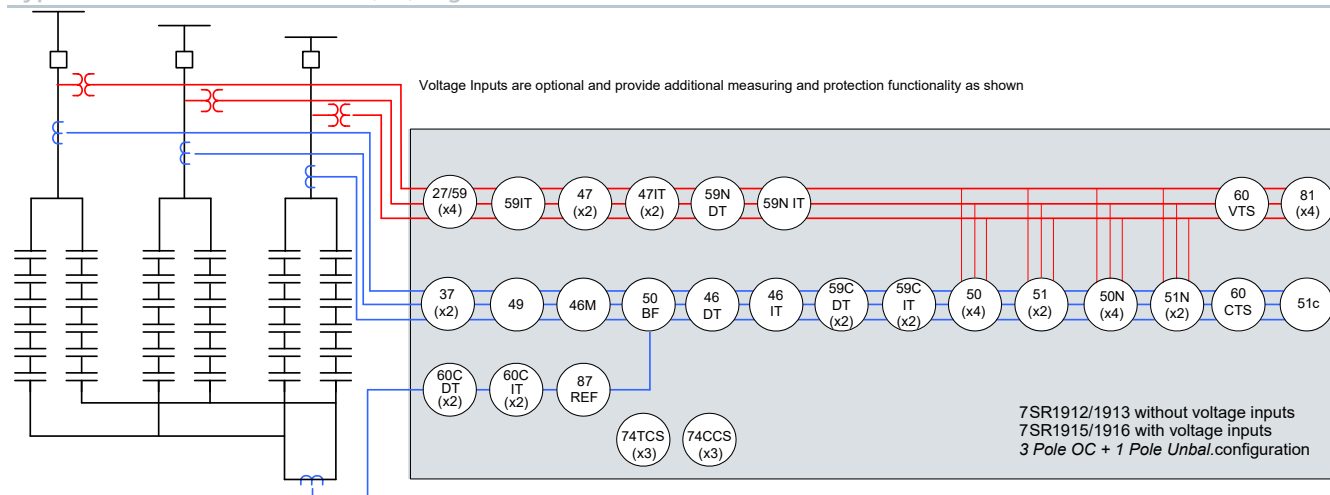 Voltage Inputs are optional and provide additional measuring and protection functionality as shown
27/59
(x4)
59IT
47
(x2)
47IT
(x2)
59N
DT
59N IT
60
VTS
81
(x4)
37
(x2)
49
46M
50
BF
46
DT
46
IT
59C
DT
(x2)
59C
IT
(x2)
50
(x4)
51
(x2)
50N
(x4)
51N
(x2)
60
CTS
51c
60C
DT
(x2)
60C
IT
(x2)
87
REF
74TCS
(x3)
74CCS
(x3)
7SR1912/1913 without voltage inputs
7SR1915/1916 with voltage inputs
3 Pole OC + 1 Pole Unbal.configuration